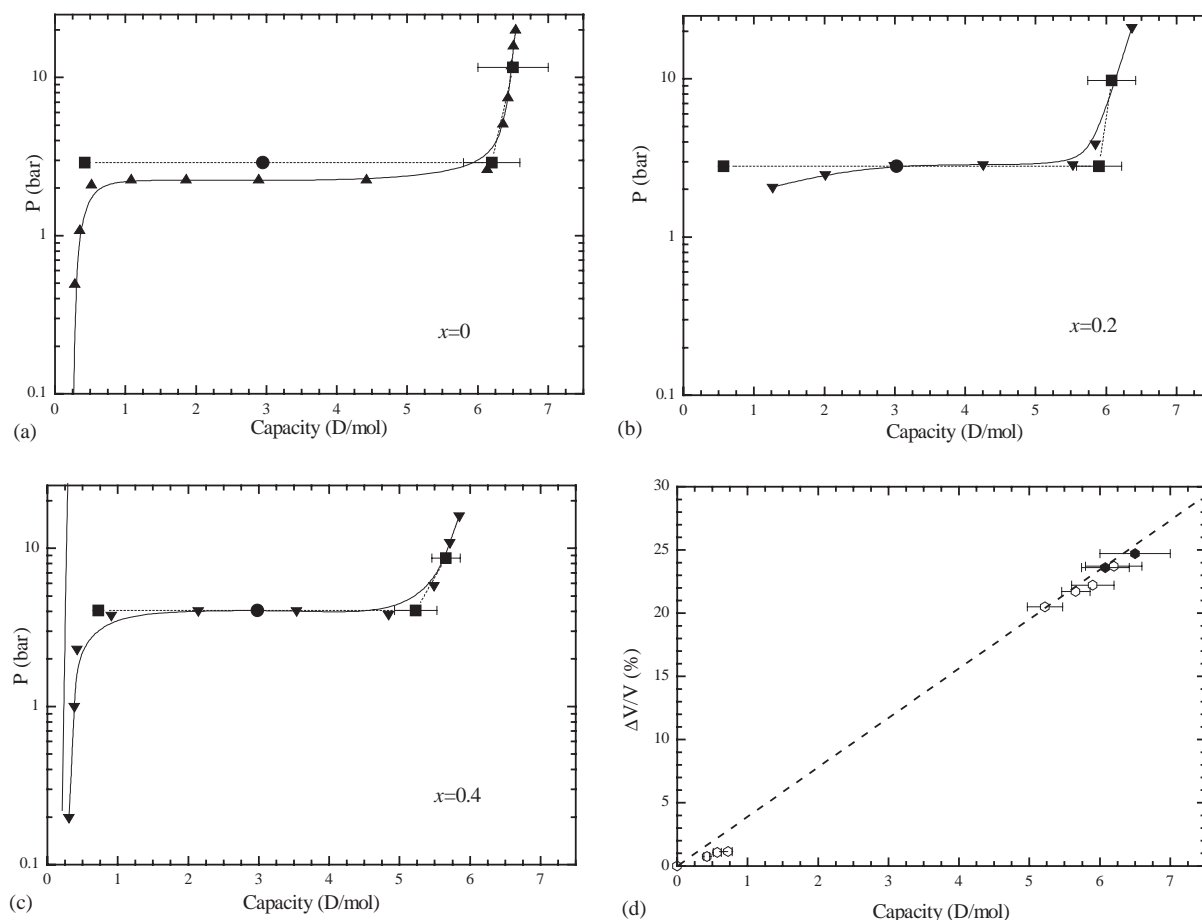 10
1
0.1
P (bar)
x=0
0 1 2 3 4 5 6 7
Capacity (D/mol)
(a)
10
1
0.1
P (bar)
x=0.2
0 1 2 3 4 5 6 7
Capacity (D/mol)
(b)
10
1
0.1
P (bar)
x=0.4
0 1 2 3 4 5 6 7
Capacity (D/mol)
(c)
30
25
20
15
10
5
0
ΔV/V (%)
0 1 2 3 4 5 6 7
Capacity (D/mol)
(d)